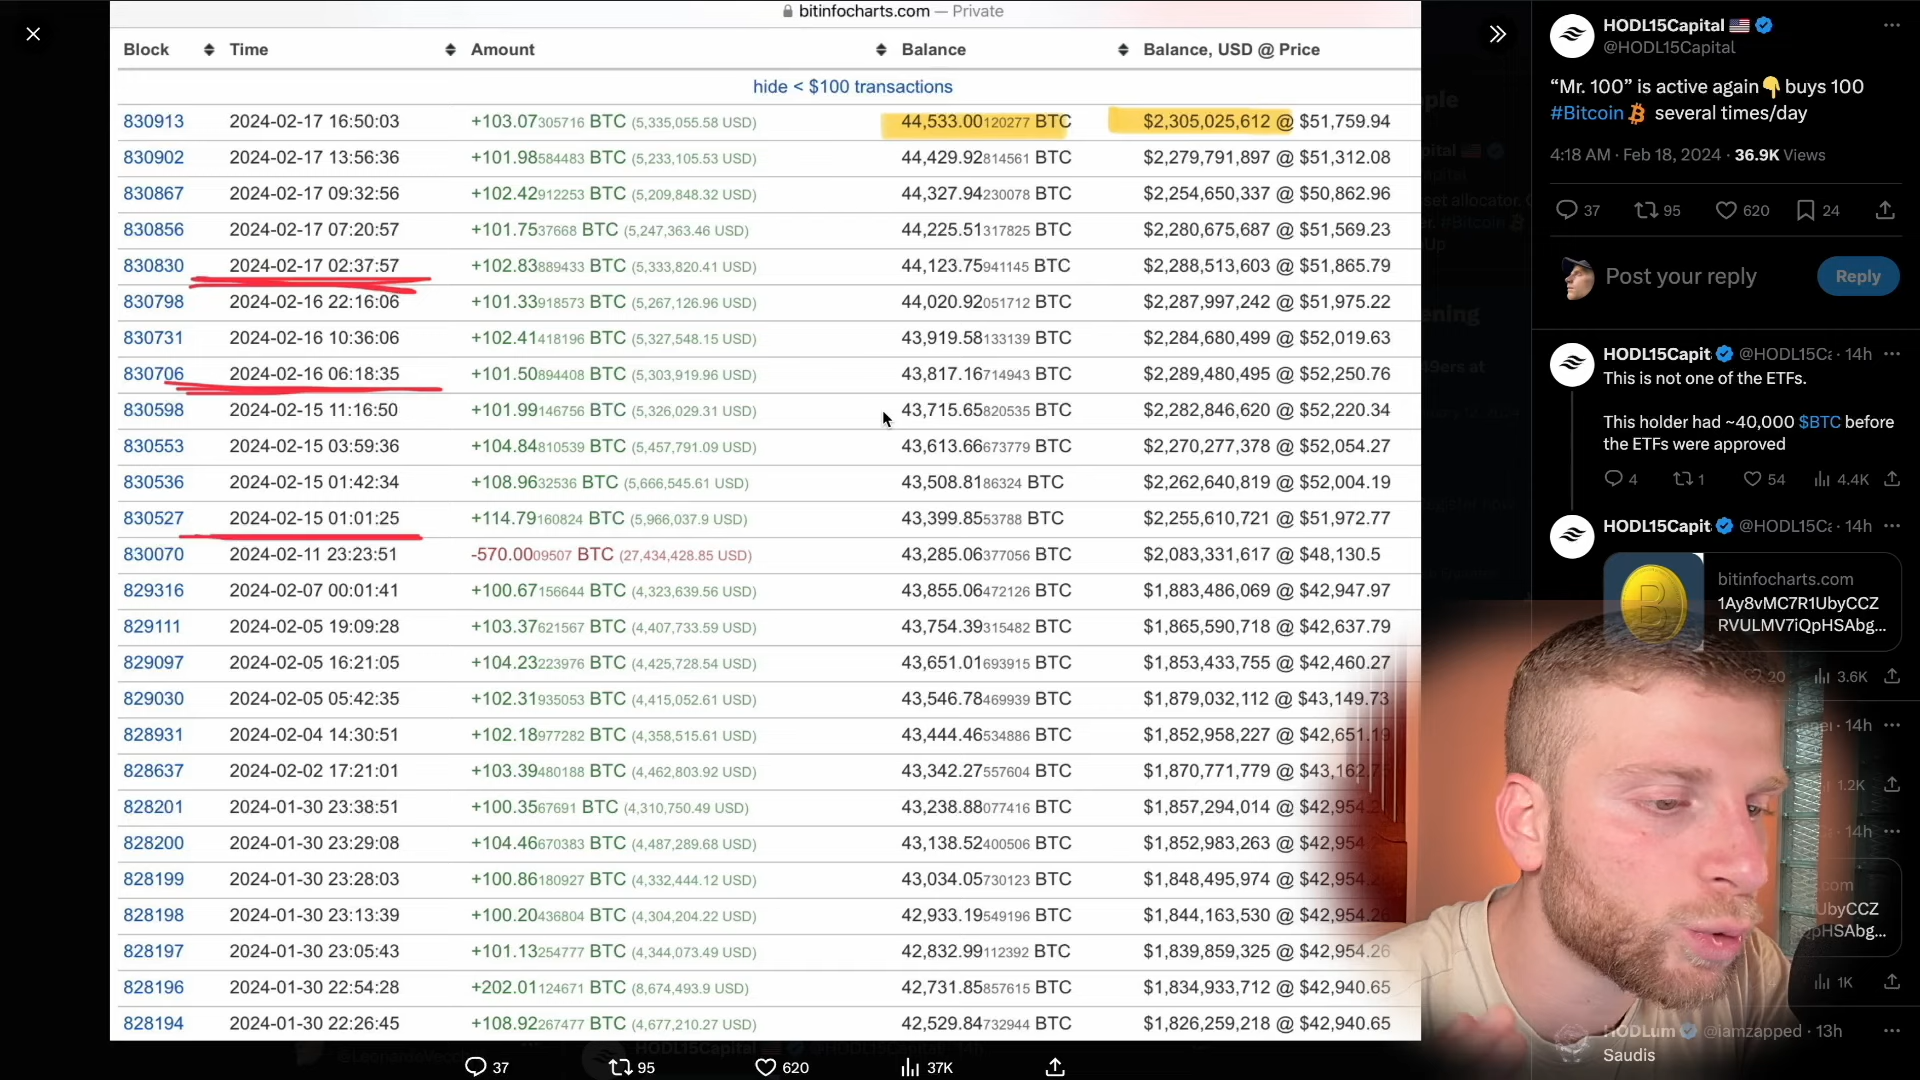 bitinfocharts.com — Private
Block Time Amount Balance Balance, USD @ Price
hide < $100 transactions
830913 2024-02-17 16:50:03 +103.07305716 BTC (5,335,055.58 USD) 44,533.00120277 BTC $2,305,025,612 @ $51,759.94
830902 2024-02-17 13:56:36 +101.98584483 BTC (5,233,105.53 USD) 44,429.92814561 BTC $2,279,791,897 @ $51,312.08
830867 2024-02-17 09:32:56 +102.42912253 BTC (5,209,848.32 USD) 44,327.94230078 BTC $2,254,650,337 @ $50,862.96
830856 2024-02-17 07:20:57 +101.7537668 BTC (5,247,363.46 USD) 44,225.51317825 BTC $2,280,675,687 @ $51,569.23
830830 2024-02-17 02:37:57 +102.83889433 BTC (5,333,820.41 USD) 44,123.75941145 BTC $2,288,513,603 @ $51,865.79
830798 2024-02-16 22:16:06 +101.33918573 BTC (5,267,126.96 USD) 44,020.92051712 BTC $2,287,997,242 @ $51,975.22
830731 2024-02-16 10:36:06 +102.41418196 BTC (5,327,548.15 USD) 43,919.58133139 BTC $2,284,680,499 @ $52,019.63
830706 2024-02-16 06:18:35 +101.50894408 BTC (5,303,919.96 USD) 43,817.16714943 BTC $2,289,480,495 @ $52,250.76
830598 2024-02-15 11:16:50 +101.99146756 BTC (5,326,029.31 USD) 43,715.65820535 BTC $2,282,846,620 @ $52,220.34
830553 2024-02-15 03:59:36 +104.84810539 BTC (5,457,791.09 USD) 43,613.66673779 BTC $2,270,277,378 @ $52,054.27
830536 2024-02-15 01:42:34 +108.9632536 BTC (5,666,545.61 USD) 43,508.8186324 BTC $2,262,640,819 @ $52,004.19
830527 2024-02-15 01:01:25 +114.79160824 BTC (5,966,037.9 USD) 43,399.8553788 BTC $2,255,610,721 @ $51,972.77
830070 2024-02-11 23:23:51 -570.0009507 BTC (27,434,428.85 USD) 43,285.06377056 BTC $2,083,331,617 @ $48,130.5
829316 2024-02-07 00:01:41 +100.67156644 BTC (4,323,639.56 USD) 43,855.06472126 BTC $1,883,486,069 @ $42,947.97
829111 2024-02-05 19:09:28 +103.37621567 BTC (4,407,733.59 USD) 43,754.39315482 BTC $1,865,590,718 @ $42,637.79
829097 2024-02-05 16:21:05 +104.23223976 BTC (4,425,728.54 USD) 43,651.01693915 BTC $1,853,433,755 @ $42,460.27
829030 2024-02-05 05:42:35 +102.31935053 BTC (4,415,052.61 USD) 43,546.78469939 BTC $1,879,032,112 @ $43,149.73
828931 2024-02-04 14:30:51 +102.18977282 BTC (4,358,515.61 USD) 43,444.46534886 BTC $1,852,958,227 @ $42,651.19
828637 2024-02-02 17:21:01 +103.39480188 BTC (4,462,803.92 USD) 43,342.27557604 BTC $1,870,771,779 @
828201 2024-01-30 23:38:51 +100.3567691 BTC (4,310,750.49 USD) 43,238.88077416 BTC $1,857,294,014 @
828200 2024-01-30 23:29:08 +104.46670383 BTC (4,487,289.68 USD) 43,138.52400506 BTC $1,852,983,263 @
828199 2024-01-30 23:28:03 +100.86180927 BTC (4,332,444.12 USD) 43,034.05730123 BTC $1,848,495,974 @
828198 2024-01-30 23:13:39 +100.20436804 BTC (4,304,204.22 USD) 42,933.19549196 BTC $1,844,163,530 @ $42,954.26
828197 2024-01-30 23:05:43 +101.13254777 BTC (4,344,073.49 USD) 42,832.99112392 BTC $1,839,859,325 @ $42,954.26
828196 2024-01-30 22:54:28 +202.01124671 BTC (8,674,493.9 USD) 42,731.85857615 BTC $1,834,933,712 @ $42,940.65
828194 2024-01-30 22:26:45 +108.92267477 BTC (4,677,210.27 USD) 42,529.84732944 BTC $1,826,259,218 @ $42,940.65
37 95 620 37K
HODL15Capital
@HODL15Capital
“Mr. 100” is active again buys 100
#Bitcoin several times/day
4:18 AM · Feb 18, 2024 · 36.9K Views
37 95 620 24
Post your reply Reply
HODL15Capit @HODL15Ca · 14h
This is not one of the ETFs.
This holder had ~40,000 $BTC before
the ETFs were approved
4 1 54 4.4K
HODL15Capit @HODL15Ca · 14h
bitinfocharts.com
1Ay8vMC7R1UbyCCZ
RVULMV7iQpHSAbg...
20 3.6K
14h
1.2K
14h
UbyCCZ
pHSAbg...
1K
HODLum @iamzapped · 13h
Saudis